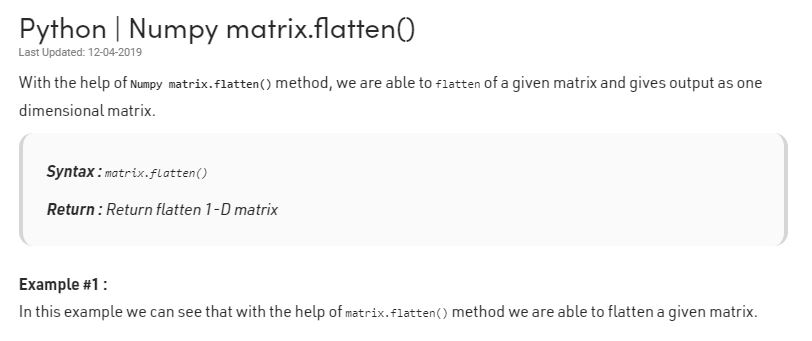 Python | Numpy matrix.flatten()
Last Updated: 12-04-2019
With the help of Numpy matrix.flatten() method, we are able to flatten of a given matrix and gives output as one
dimensional matrix.
Syntax : matrix.flatten()
Return : Return flatten 1-D matrix
Example #1 :
In this example we can see that with the help of matrix.flatten() method we are able to flatten a given matrix.